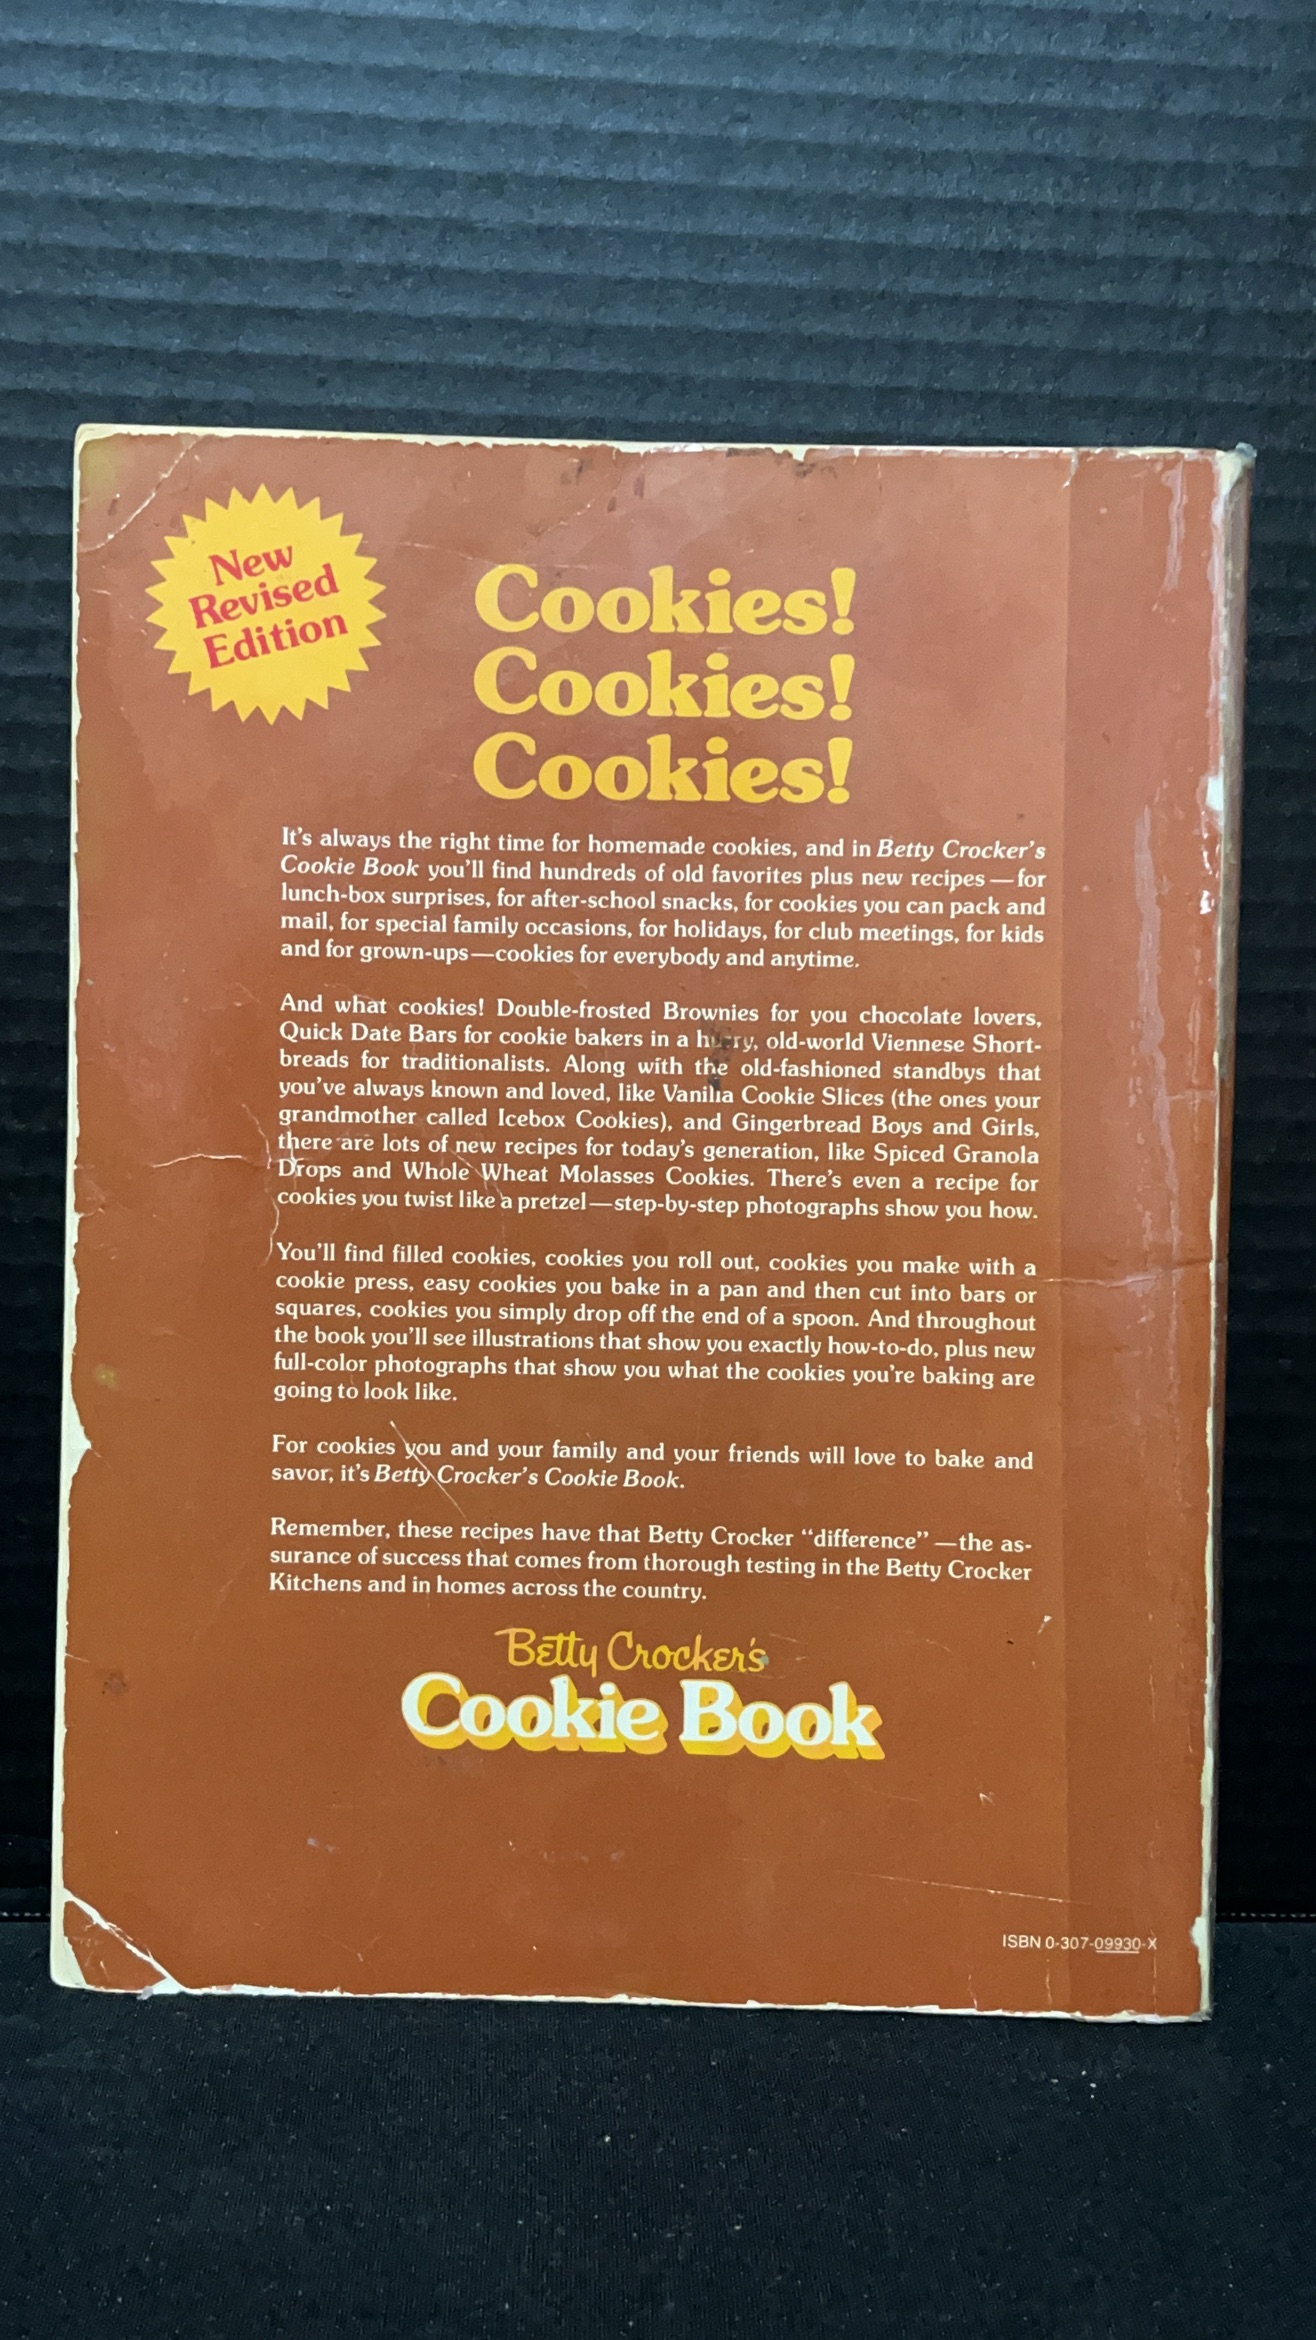 New
Revised
Edition
Cookies!
Cookies!
Cookies!
It's always the right time for homemade cookies, and in Betty Crocker's
Cookie Book you'll find hundreds of old favorites plus new recipes—for
lunch-box surprises, for after-school snacks, for cookies you can pack and
mail, for special family occasions, for holidays, for club meetings, for kids
and for grown-ups—cookies for everybody and anytime.
And what cookies! Double-frosted Brownies for you chocolate lovers,
Quick Date Bars for cookie bakers in a hurry, old-world Viennese Short-
breads for traditionalists. Along with the old-fashioned standbys that
you've always known and loved, like Vanilla Cookie Slices (the ones your
grandmother called Icebox Cookies), and Gingerbread Boys and Girls,
there are lots of new recipes for today's generation, like Spiced Granola
Drops and Whole Wheat Molasses Cookies. There's even a recipe for
cookies you twist like a pretzel—step-by-step photographs show you how.
You'll find filled cookies, cookies you roll out, cookies you make with a
cookie press, easy cookies you bake in a pan and then cut into bars or
squares, cookies you simply drop off the end of a spoon. And throughout
the book you'll see illustrations that show you exactly how-to-do, plus new
full-color photographs that show you what the cookies you're baking are
going to look like.
For cookies you and your family and your friends will love to bake and
savor, it's Betty Crocker's Cookie Book.
Remember, these recipes have that Betty Crocker “difference”—the as-
surance of success that comes from thorough testing in the Betty Crocker
Kitchens and in homes across the country.
Betty Crocker's
Cookie Book
ISBN 0-307-09930-X